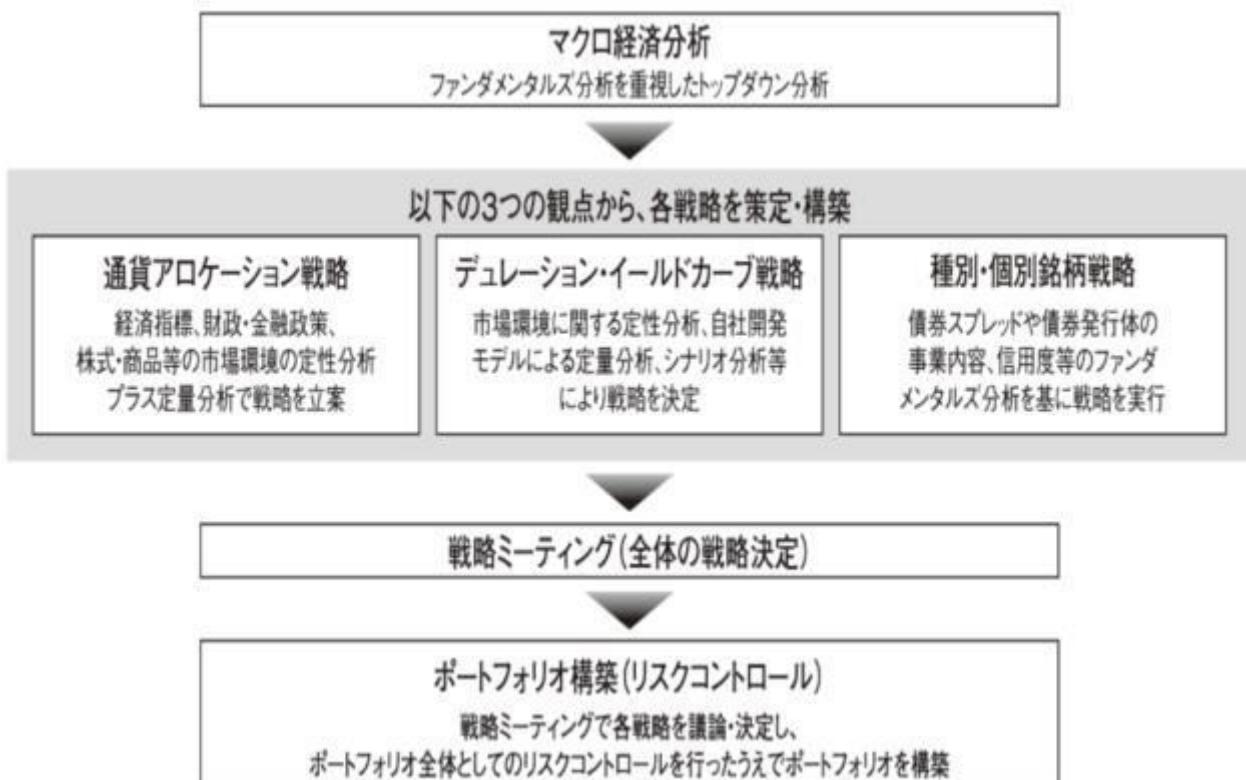 マクロ経済分析
ファンダメンタルズ分析を重視したトップダウン分析
以下の3つの観点から、各戦略を策定・構築
通貨アロケーション戦略
経済指標、財政・金融政策、
株式・商品等の市場環境の定性分析
プラス定量分析で戦略を立案
デュレーション・イールドカーブ戦略
市場環境に関する定性分析、自社開発
モデルによる定量分析、シナリオ分析等
により戦略を決定
種別・個別銘柄戦略
債券スプレッドや債券発行体の
事業内容、信用度等のファンダ
メンタルズ分析を基に戦略を実行
戦略ミーティング(全体の戦略決定)
ポートフォリオ構築(リスクコントロール)
戦略ミーティングで各戦略を議論・決定し、
ポートフォリオ全体としてのリスクコントロールを行ったうえでポートフォリオを構築